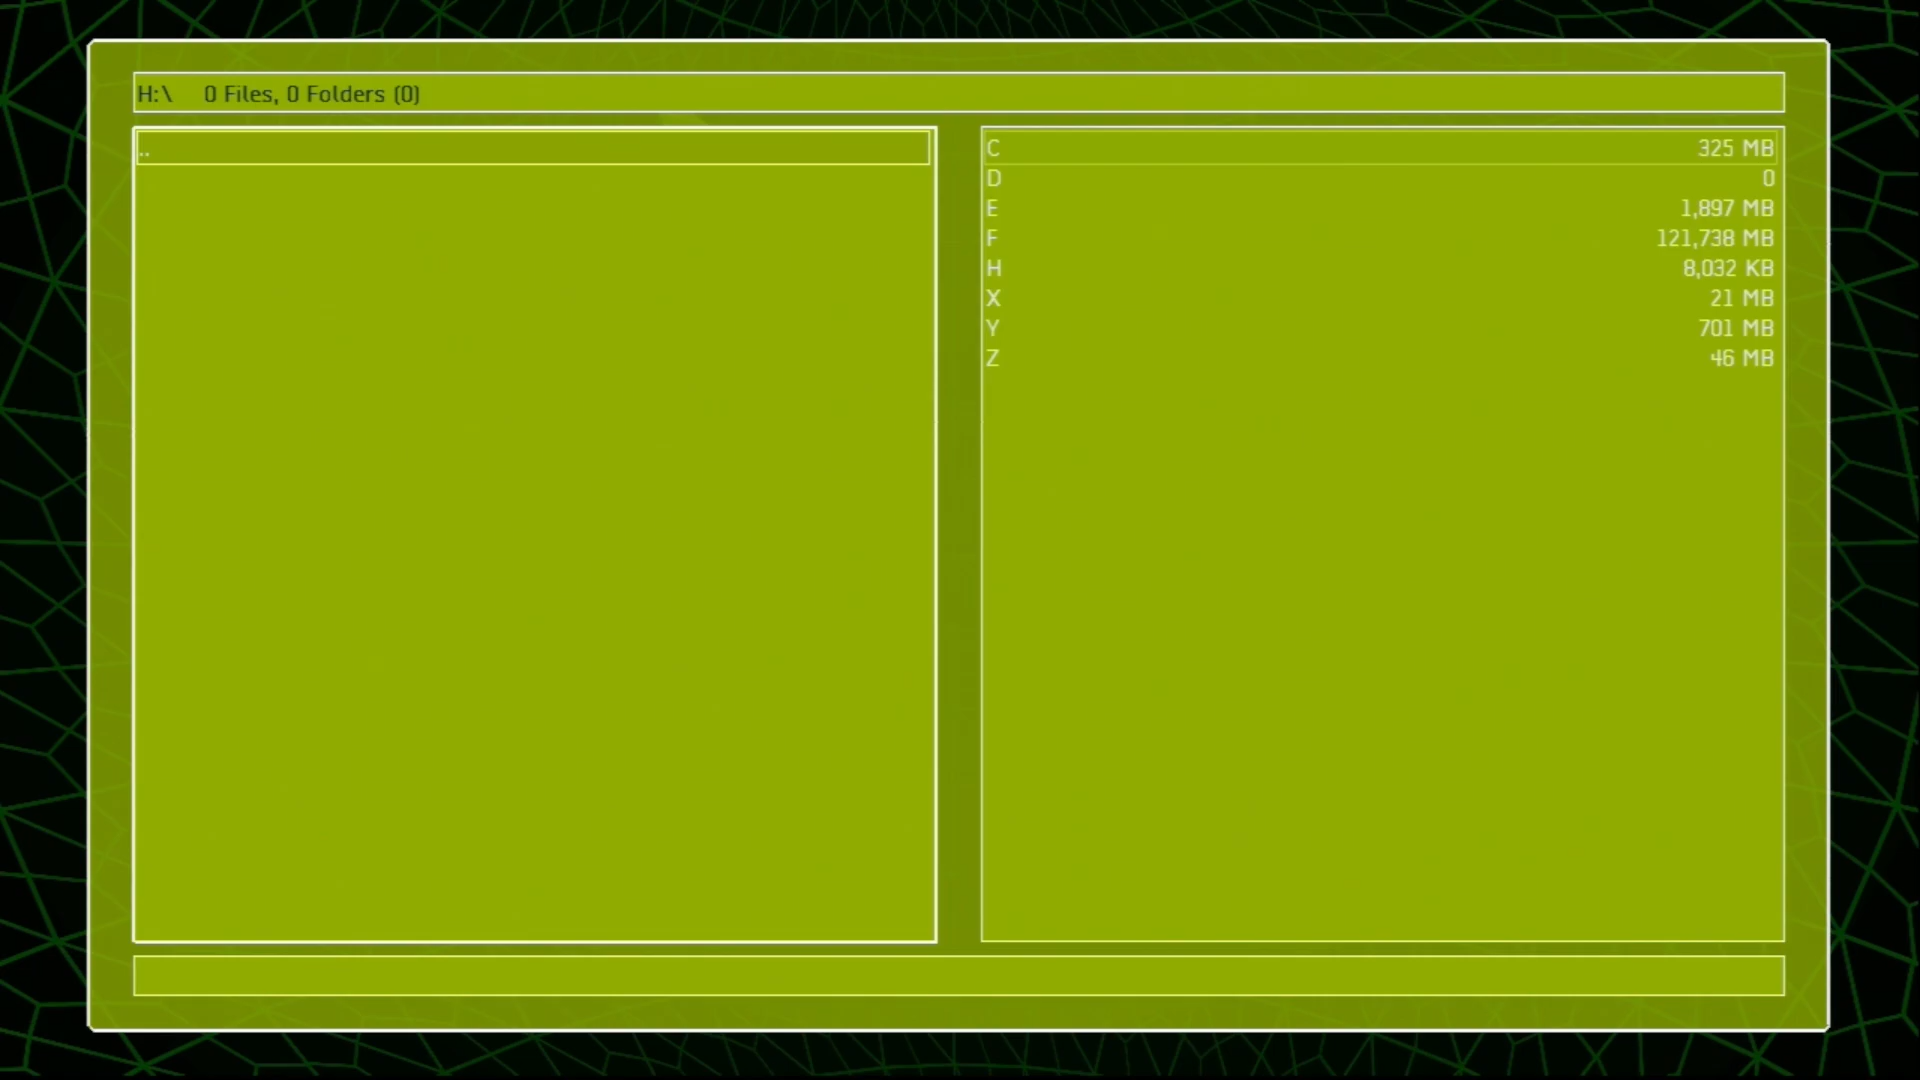 H:\ 0 Files, 0 Folders (0)
..
C 325 MB
D 0
E 1,897 MB
F 121,738 MB
H 8,032 KB
X 21 MB
Y 701 MB
Z 46 MB